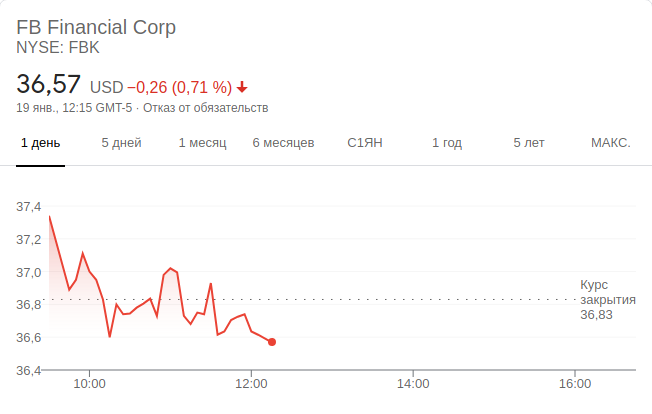 FB Financial Corp
NYSE: FBK
36,57 USD −0,26 (0,71 %)
19 янв., 12:15 GMT-5 · Отказ от обязательств
1 день 5 дней 1 месяц 6 месяцев С1ЯН 1 год 5 лет МАКС.
37,4
37,2
37,0
Курс
36,8 закрытия
36,83
36,6
36,4
10:00 12:00 14:00 16:00